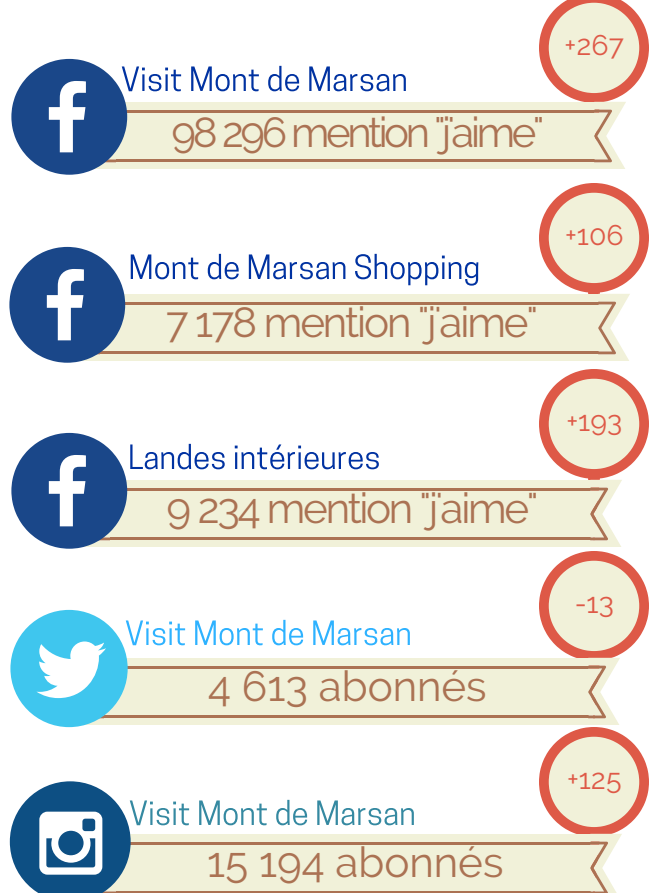 +267
Visit Mont de Marsan
98 296 mention "j'aime"
+106
Mont de Marsan Shopping
7 178 mention "j'aime"
+193
Landes intérieures
9 234 mention "j'aime"
-13
Visit Mont de Marsan
4 613 abonnés
+125
Visit Mont de Marsan
15 194 abonnés